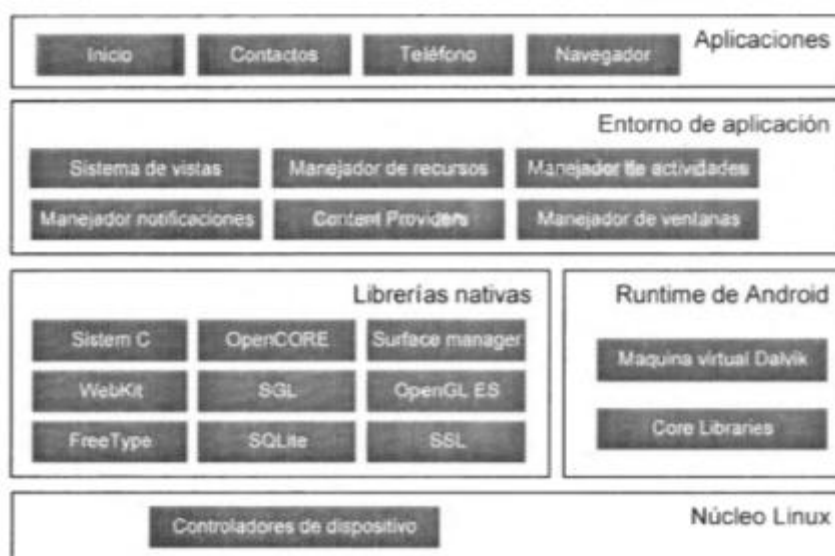 Aplicaciones
Inicio
Contactos
Teléfono
Navegador
Entorno de aplicación
Sistema de vistas
Manejador de recursos
Manejador de actividades
Manejador notificaciones
Content Providers
Manejador de ventanas
Librerías nativas
Sistem C
OpenCORE
Surface manager
WebKit
SGL
OpenGL ES
FreeType
SQLite
SSL
Runtime de Android
Maquina virtual Dalvik
Core Libraries
Núcleo Linux
Controladores de dispositivo